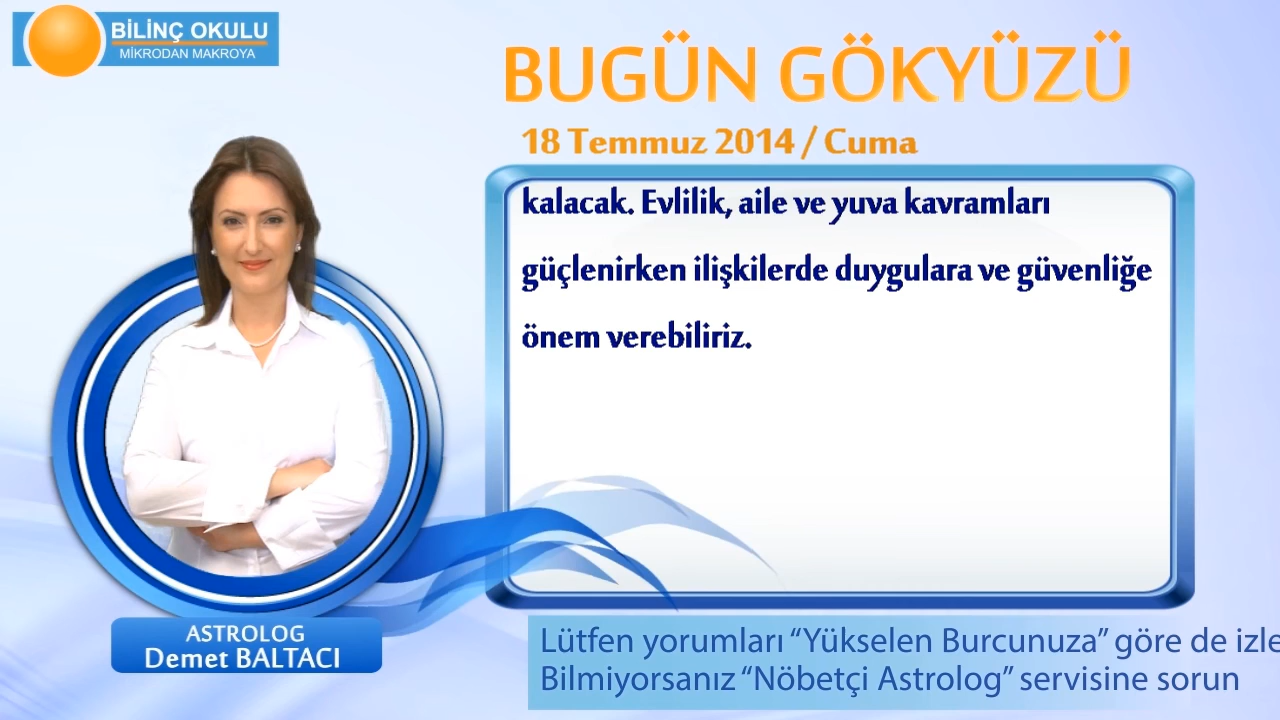 BİLİNÇ OKULU
MİKRODAN MAKROYA
BUGÜN GÖKYÜZÜ
18 Temmuz 2014 / Cuma
kalacak. Evlilik, aile ve yuva kavramları
güçlenirken ilişkilerde duygulara ve güvenliğe
önem verebiliriz.
ASTROLOG
Demet BALTACI
Lütfen yorumları “Yükselen Burcunuza” göre de izle
Bilmiyorsanız “Nöbetçi Astrolog” servisine sorun